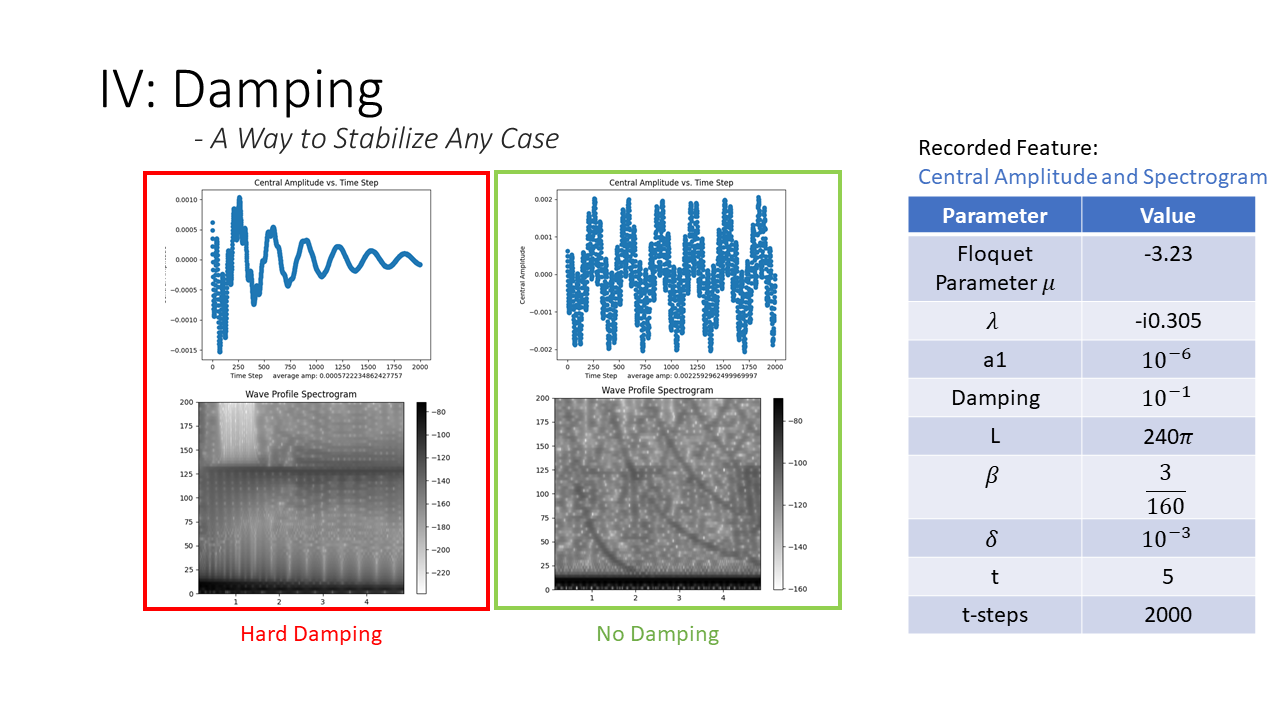 IV: Damping
- A Way to Stabilize Any Case
Central Amplitude vs. Time Step
0.0010
0.0005
0.0000
−0.0005
−0.0010
−0.0015
0 250 500 750 1000 1250 1500 1750 2000
Time Step average amp: 0.0005722234862427757
Wave Profile Spectrogram
200
175
150
125
100
75
50
25
0
1 2 3 4
−80
−100
−120
−140
−160
−180
−200
−220
Hard Damping
Central Amplitude vs. Time Step
Central Amplitude
0.002
0.001
0.000
−0.001
−0.002
0 250 500 750 1000 1250 1500 1750 2000
Time Step average amp: 0.0022592962499969997
Wave Profile Spectrogram
200
175
150
125
100
75
50
25
0
1 2 3 4
−80
−100
−120
−140
−160
No Damping
Recorded Feature:
Central Amplitude and Spectrogram
Parameter Value
Floquet -3.23
Parameter μ
λ -i0.305
a1 10⁻⁶
Damping 10⁻¹
L 240π
β 3/160
δ 10⁻³
t 5
t-steps 2000